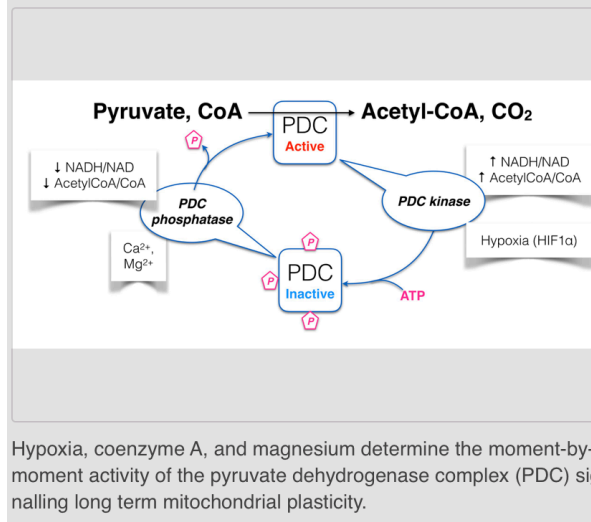 Pyruvate, CoA
Acetyl-CoA, CO₂
PDC
Active
P
↓ NADH/NAD
↓ AcetylCoA/CoA
↑ NADH/NAD
↑ AcetylCoA/CoA
PDC
phosphatase
PDC kinase
Ca²⁺,
Mg²⁺
Hypoxia (HIF1α)
P
PDC
Inactive
P
P
ATP
Hypoxia, coenzyme A, and magnesium determine the moment-by-
moment activity of the pyruvate dehydrogenase complex (PDC)
nalling long term mitochondrial plasticity.